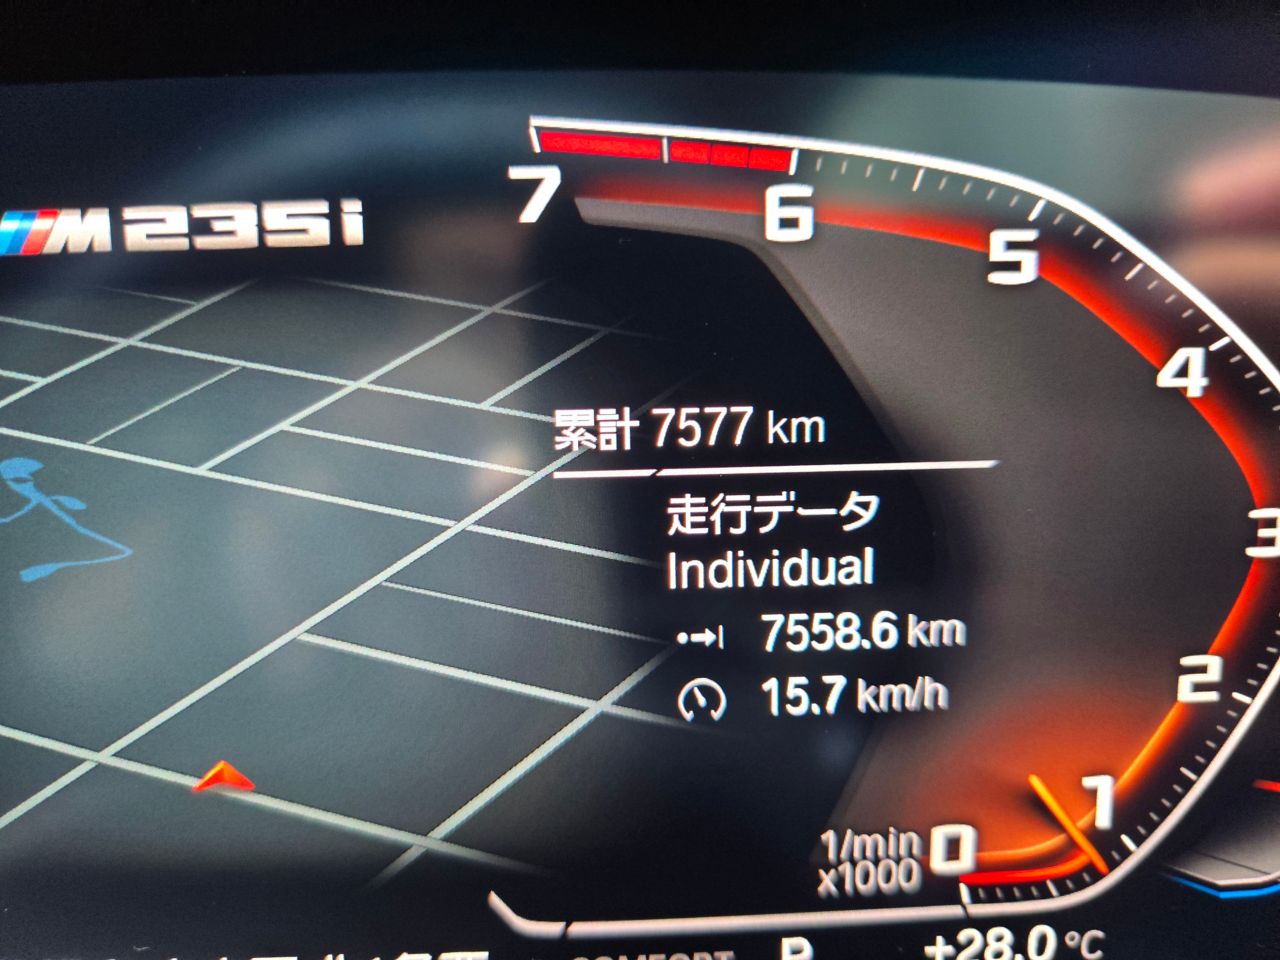 M235i
7
6
5
4
3
2
1
0
累計 7577 km
走行データ
Individual
7558.6 km
15.7 km/h
1/min
x1000
COMFORT
P
+28.0 °C